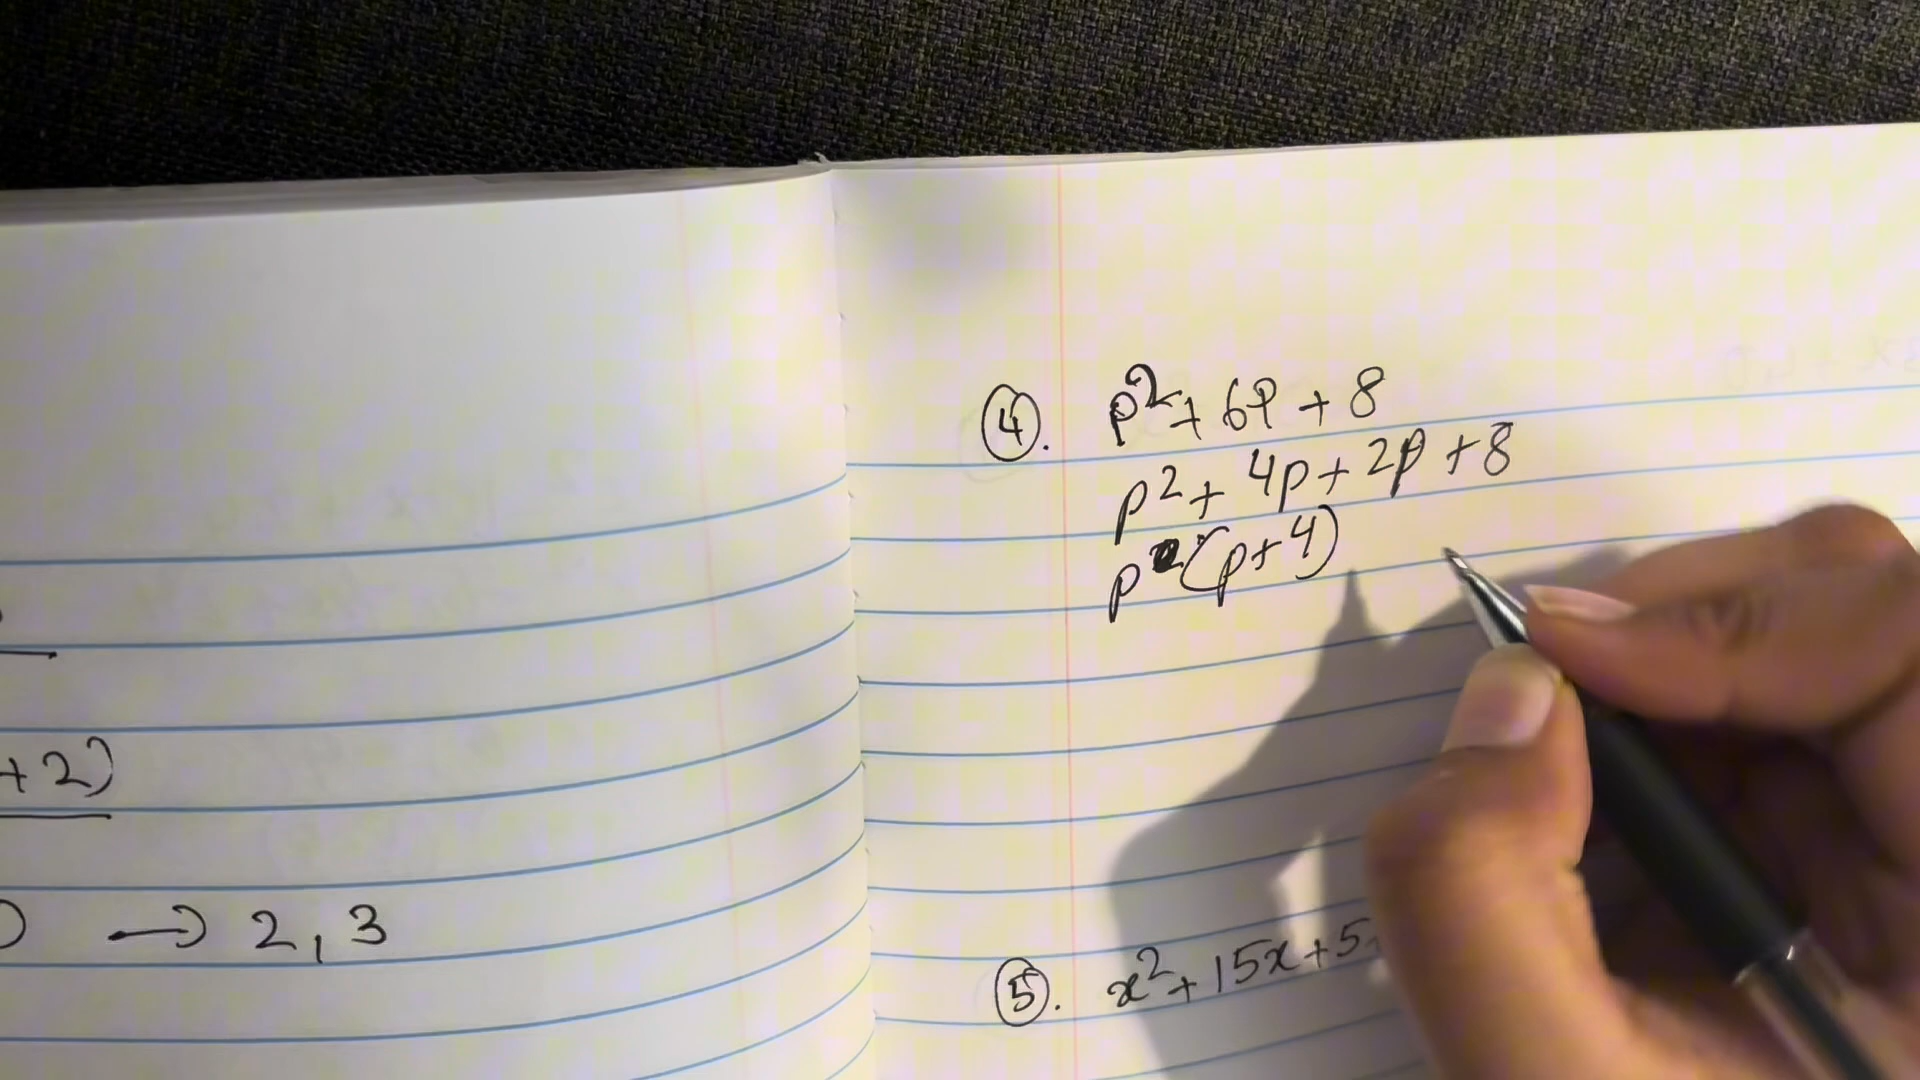 +2)
→ 2, 3
④. p² + 6p + 8
p² + 4p + 2p + 8
p (p+4)
⑤. x² + 15x + 5